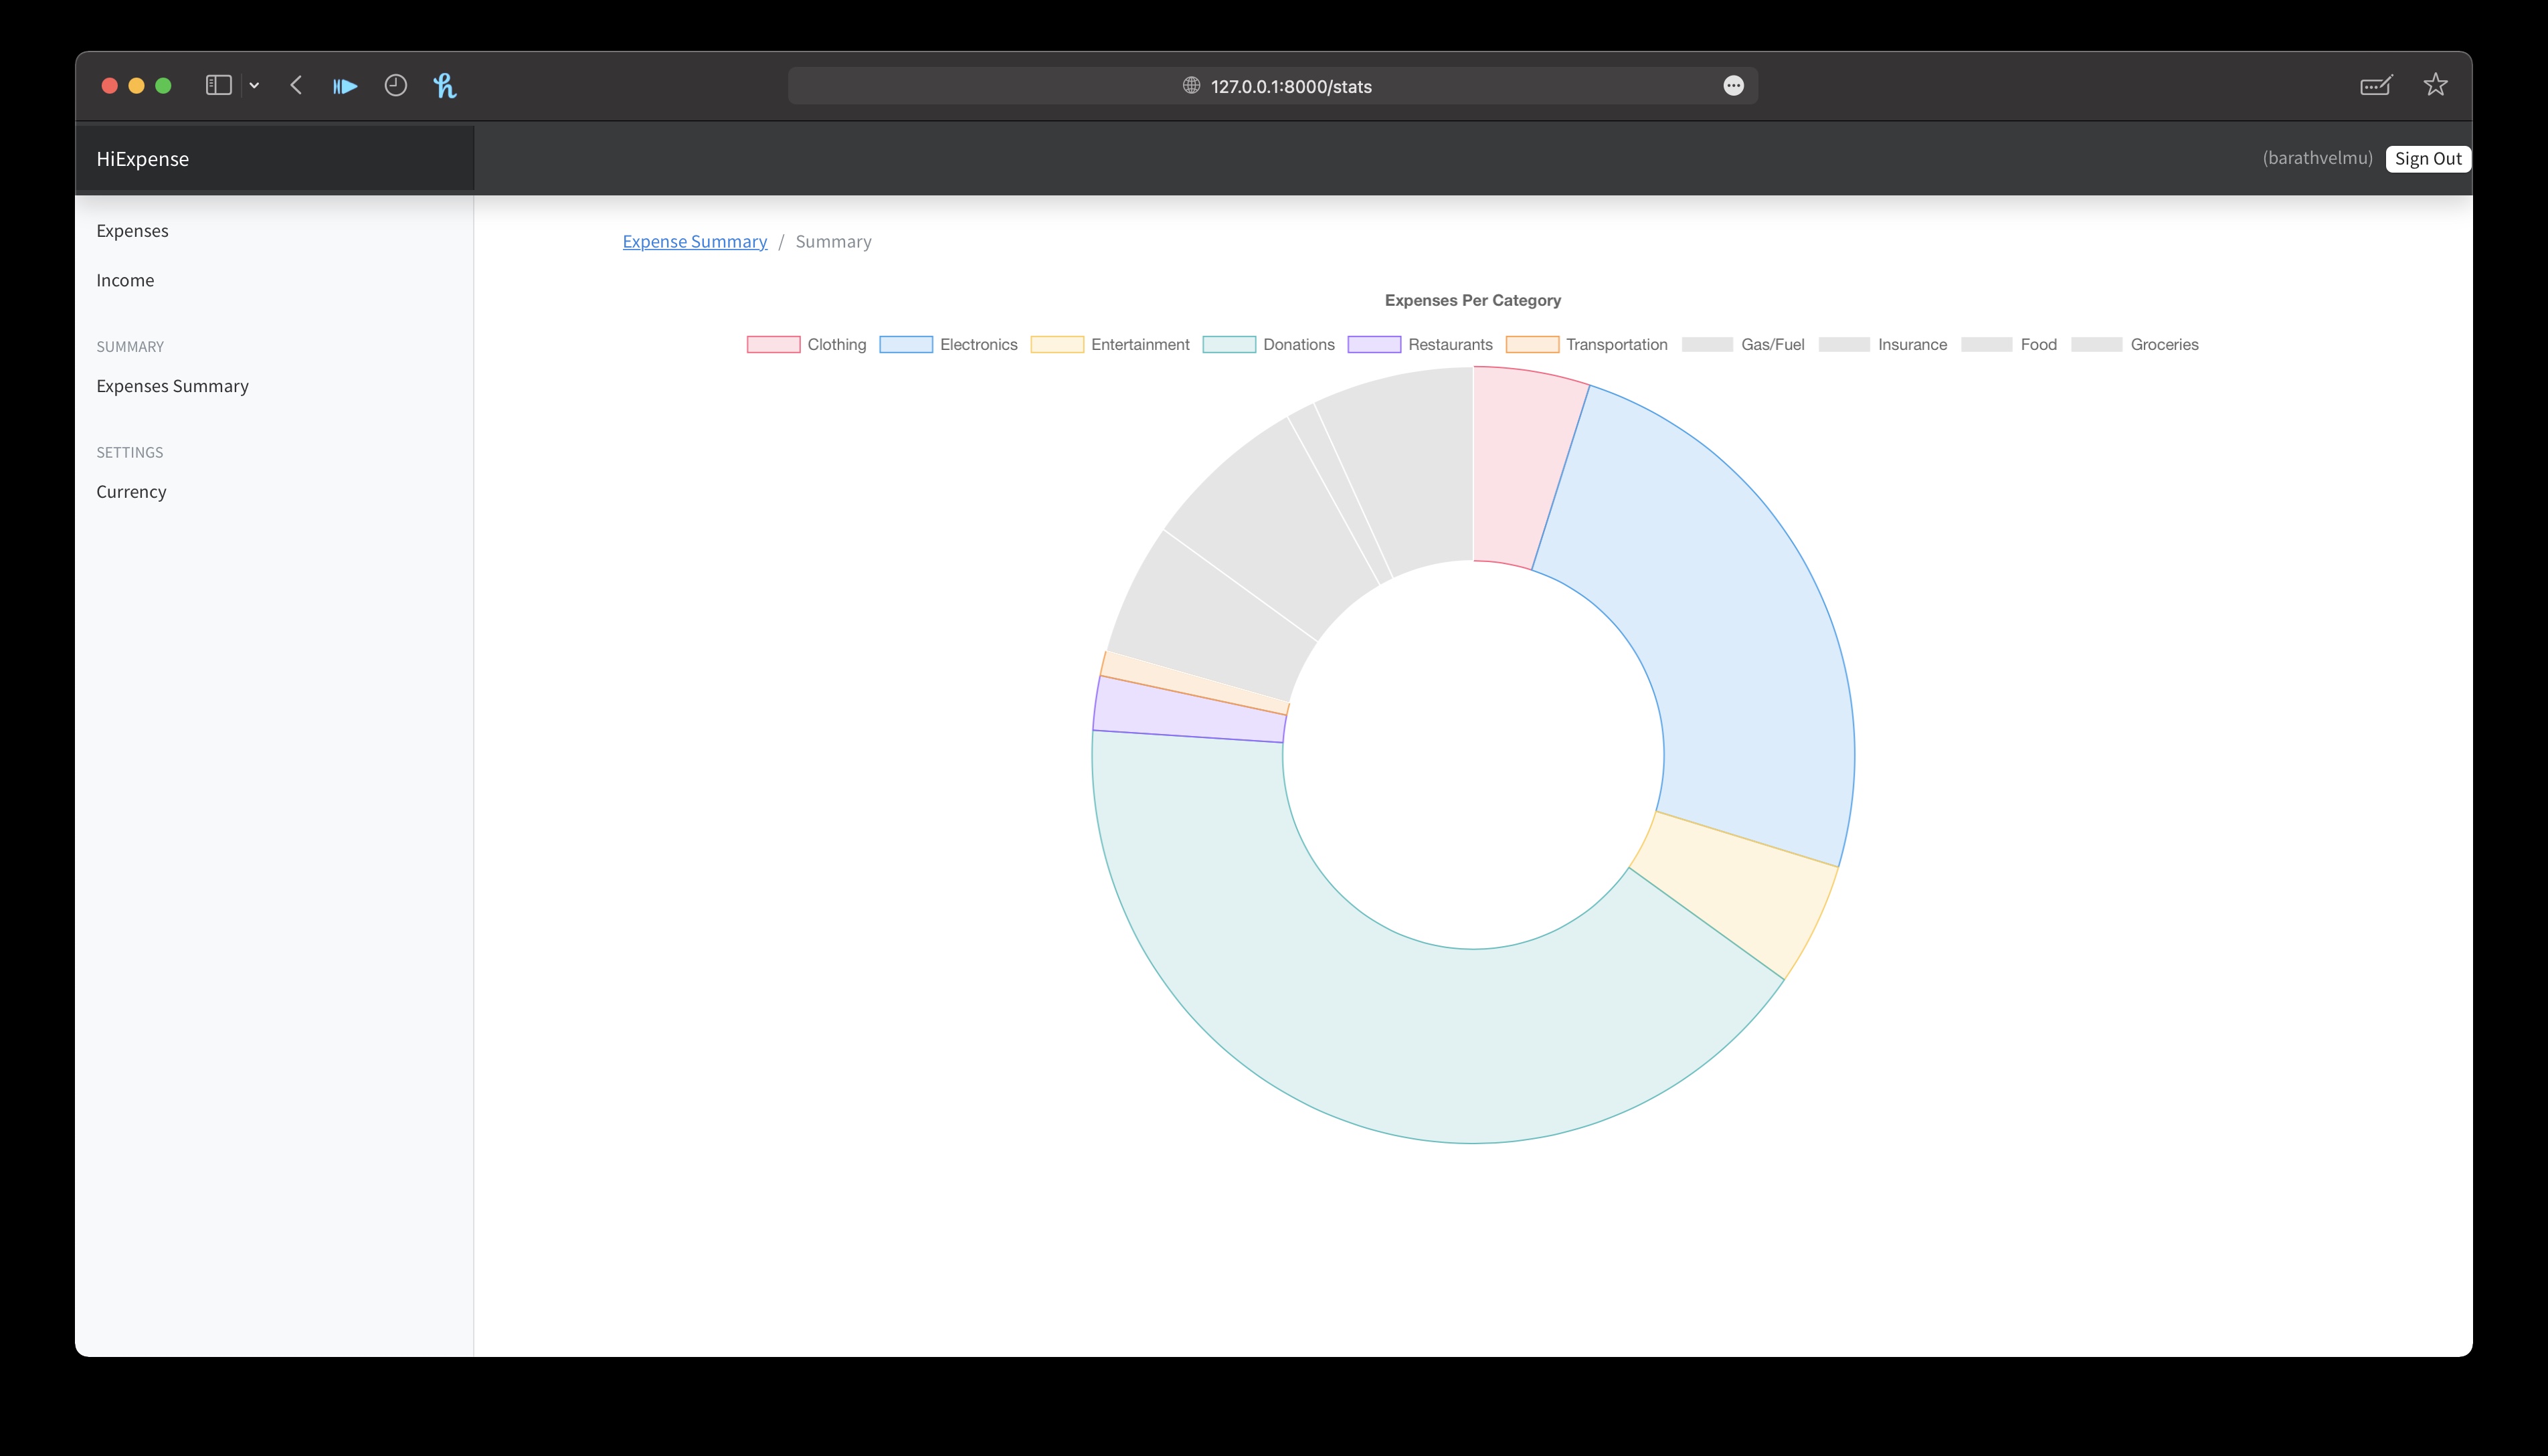 127.0.0.1:8000/stats
HiExpense
(barathvelmu) Sign Out
Expenses
Income
SUMMARY
Expenses Summary
SETTINGS
Currency
Expense Summary / Summary
Expenses Per Category
Clothing Electronics Entertainment Donations Restaurants Transportation Gas/Fuel Insurance Food Groceries